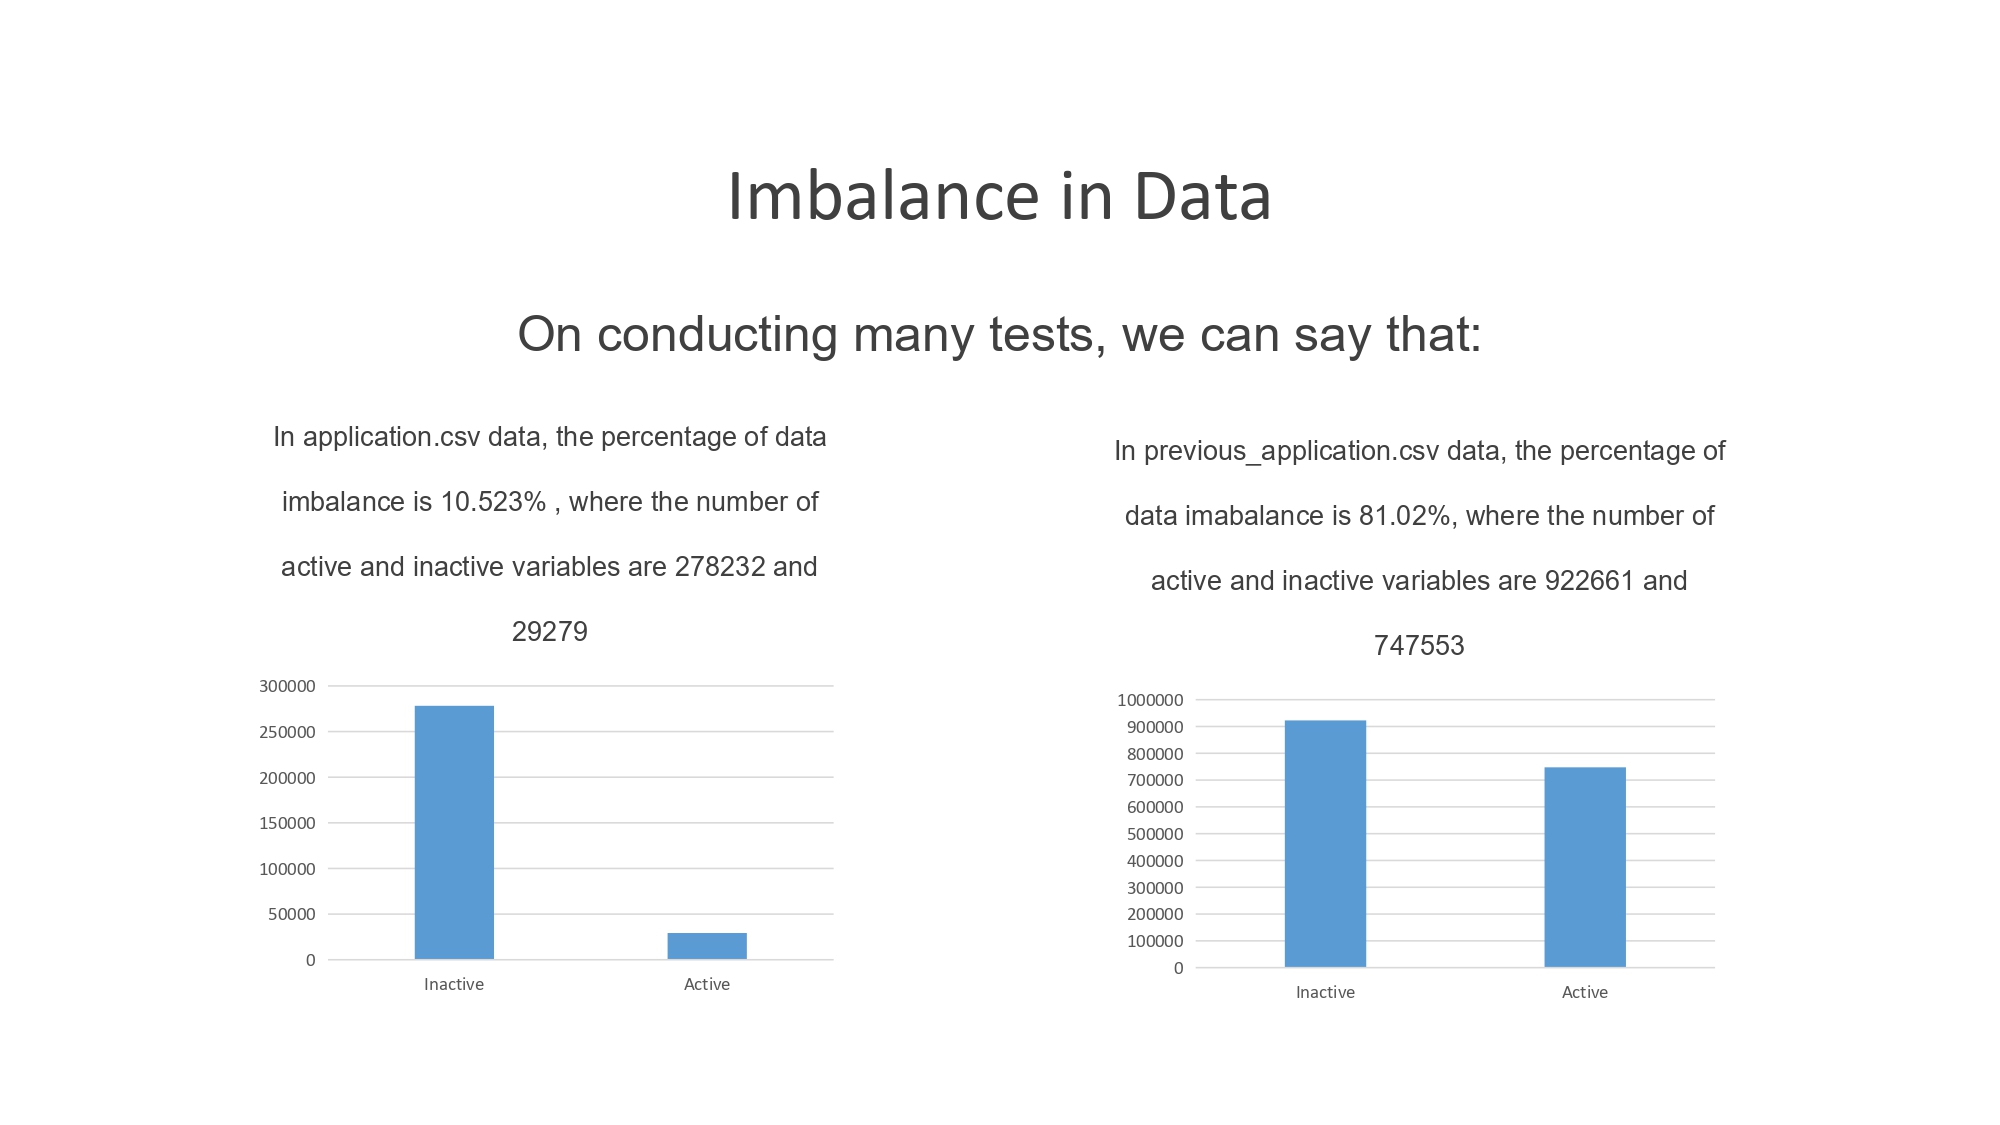 Imbalance in Data
On conducting many tests, we can say that:
In application.csv data, the percentage of data
imbalance is 10.523% , where the number of
active and inactive variables are 278232 and
29279
300000
250000
200000
150000
100000
50000
0
Inactive
Active
In previous_application.csv data, the percentage of
data imabalance is 81.02%, where the number of
active and inactive variables are 922661 and
747553
1000000
900000
800000
700000
600000
500000
400000
300000
200000
100000
0
Inactive
Active